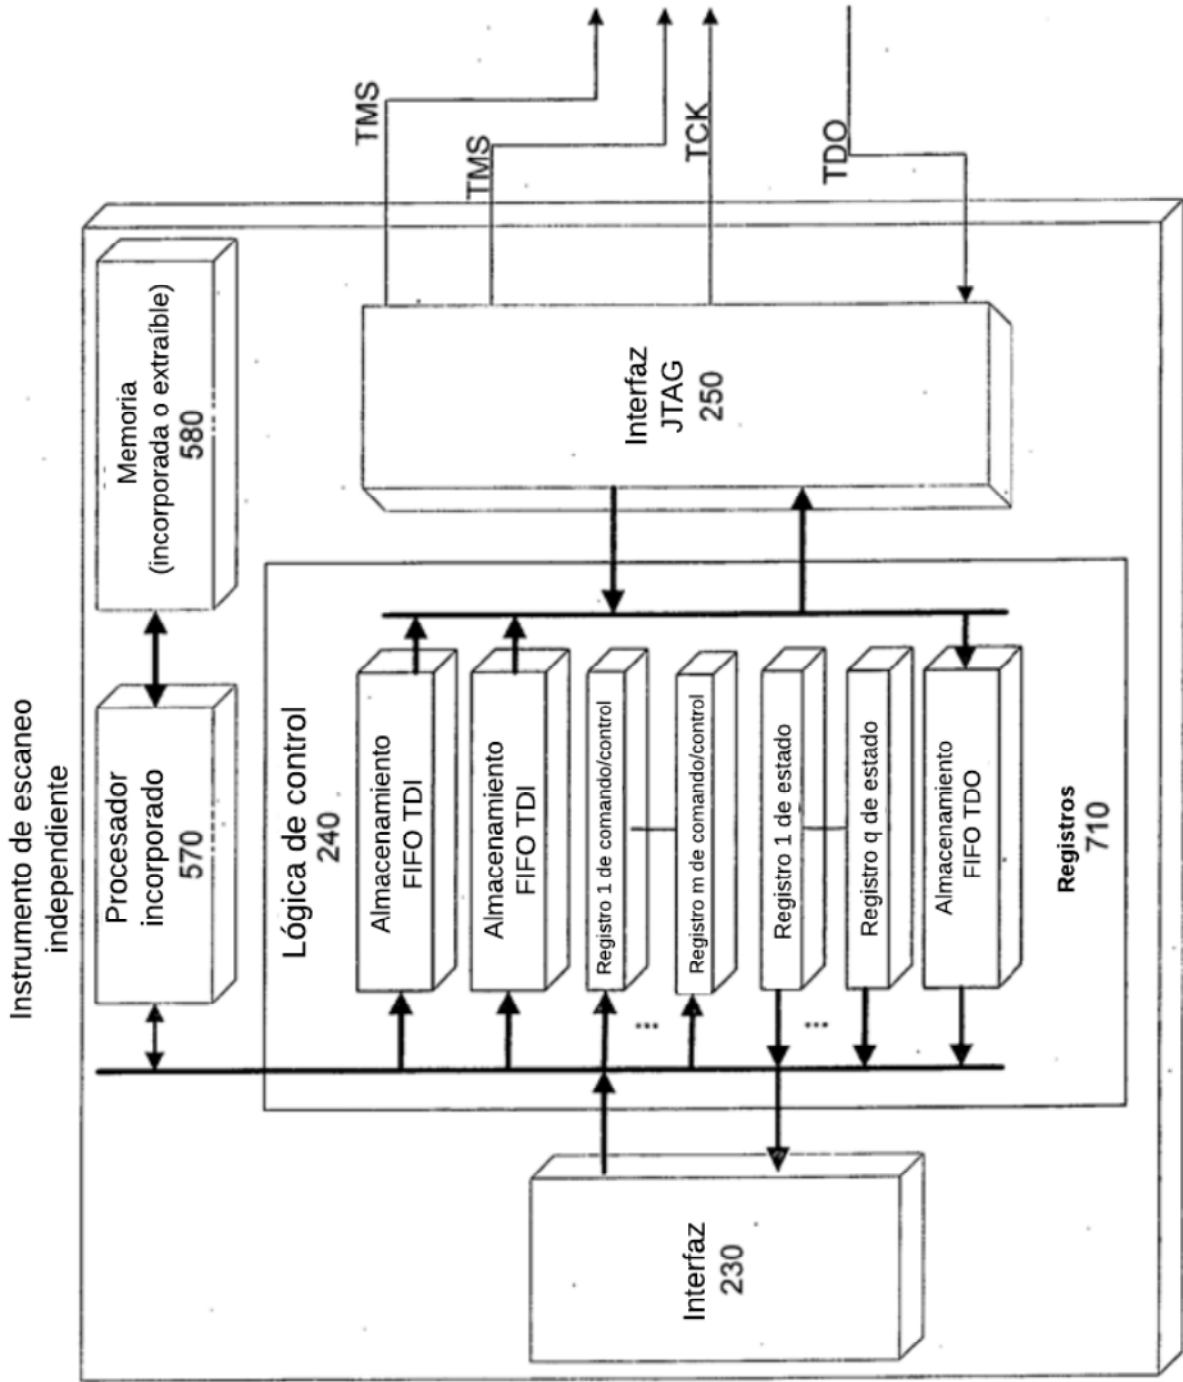 Instrumento de escaneo
independiente
Procesador
incorporado
570
Memoria
(incorporada o extraíble)
580
Lógica de control
240
Almacenamiento
FIFO TDI
Almacenamiento
FIFO TDI
Registro 1 de comando/control
...
Registro m de comando/control
Registro 1 de estado
...
Registro q de estado
Almacenamiento
FIFO TDO
Registros
710
Interfaz
230
Interfaz
JTAG
250
TMS
TMS
TCK
TDO